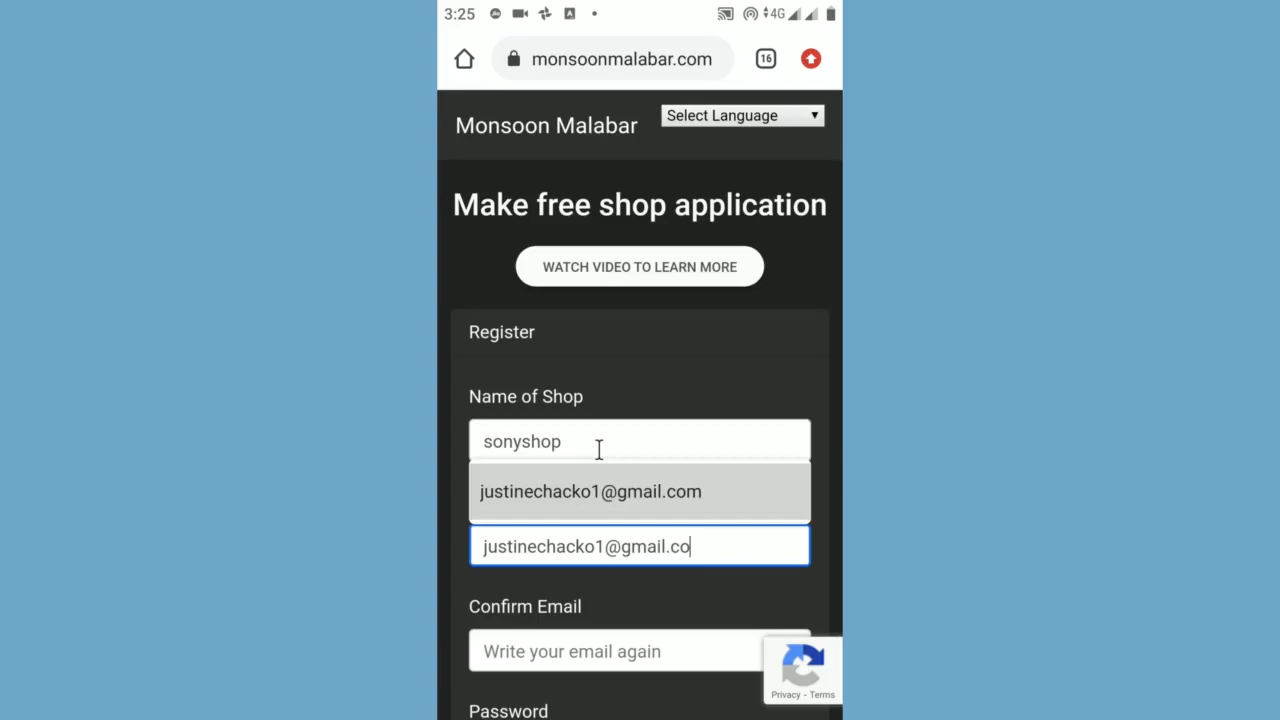 3:25
4G
monsoonmalabar.com
16
Monsoon Malabar
Select Language
Make free shop application
WATCH VIDEO TO LEARN MORE
Register
Name of Shop
sonyshop
justinechacko1@gmail.com
justinechacko1@gmail.co
Confirm Email
Write your email again
Privacy - Terms
Password